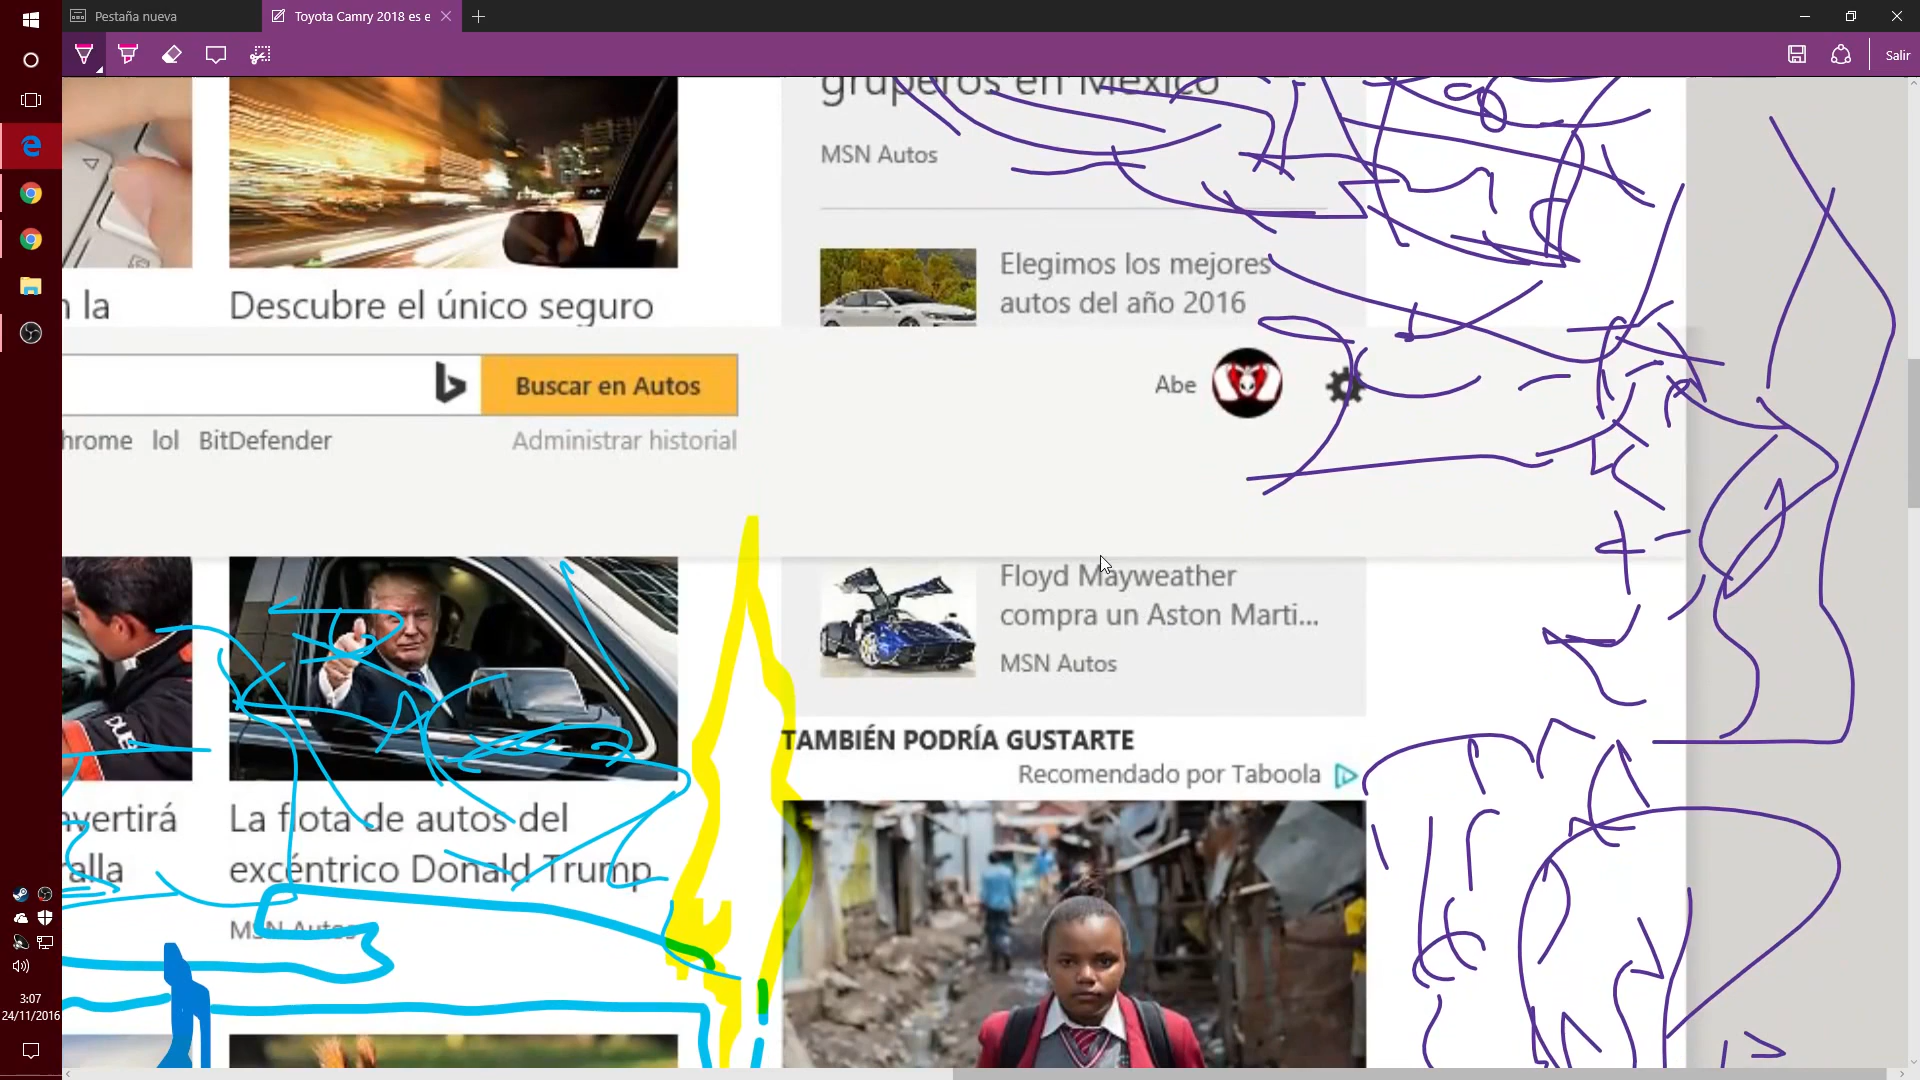 Pestaña nueva
Toyota Camry 2018 es e
Salir
gruperos en México
MSN Autos
Elegimos los mejores
autos del año 2016
n la
Descubre el único seguro
Buscar en Autos
Abe
hrome lol BitDefender
Administrar historial
Floyd Mayweather
compra un Aston Marti...
MSN Autos
TAMBIÉN PODRÍA GUSTARTE
Recomendado por Taboola
nvertirá
alla
La flota de autos del
excéntrico Donald Trump
MSN Autos
3:07
24/11/2016